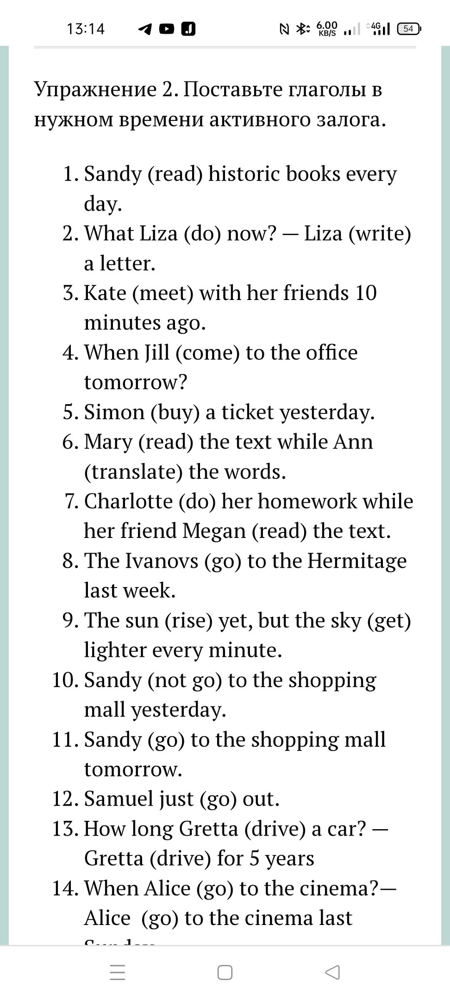 13:14
6.00
KB/S
4G
54
Упражнение 2. Поставьте глаголы в
нужном времени активного залога.
1. Sandy (read) historic books every
day.
2. What Liza (do) now? — Liza (write)
a letter.
3. Kate (meet) with her friends 10
minutes ago.
4. When Jill (come) to the office
tomorrow?
5. Simon (buy) a ticket yesterday.
6. Mary (read) the text while Ann
(translate) the words.
7. Charlotte (do) her homework while
her friend Megan (read) the text.
8. The Ivanovs (go) to the Hermitage
last week.
9. The sun (rise) yet, but the sky (get)
lighter every minute.
10. Sandy (not go) to the shopping
mall yesterday.
11. Sandy (go) to the shopping mall
tomorrow.
12. Samuel just (go) out.
13. How long Gretta (drive) a car? —
Gretta (drive) for 5 years
14. When Alice (go) to the cinema?—
Alice  (go) to the cinema last
Sunday